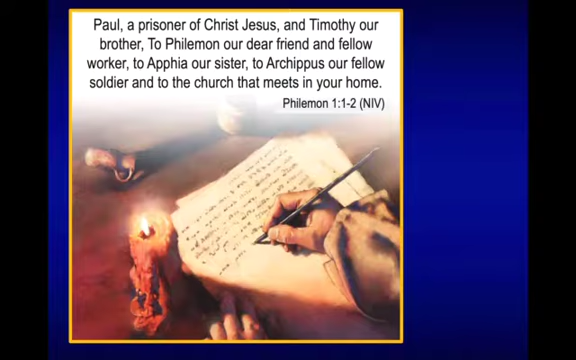 Paul, a prisoner of Christ Jesus, and Timothy our
brother, To Philemon our dear friend and fellow
worker, to Apphia our sister, to Archippus our fellow
soldier and to the church that meets in your home.
Philemon 1:1-2 (NIV)